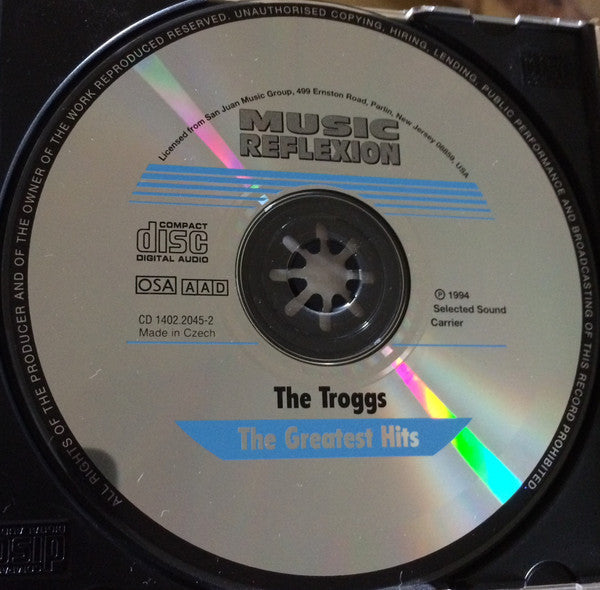 ALL RIGHTS OF THE PRODUCER AND OF THE OWNER OF THE WORK REPRODUCED RESERVED. UNAUTHORISED COPYING, HIRING, LENDING, PUBLIC PERFORMANCE AND BROADCASTING OF THIS RECORD PROHIBITED.
Licensed from San Juan Music Group, 499 Ernston Road, Parlin, New Jersey 08859, USA
MUSIC
REFLEXION
COMPACT
disc
DIGITAL AUDIO
OSA AAD
CD 1402.2045-2
Made in Czech
℗ 1994
Selected Sound
Carrier
The Troggs
The Greatest Hits